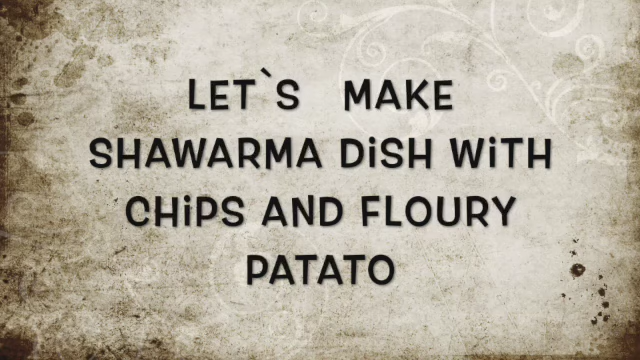 LET`S MAKE
SHAWARMA DiSH WiTH
CHiPS AND FLOURY
PATATO